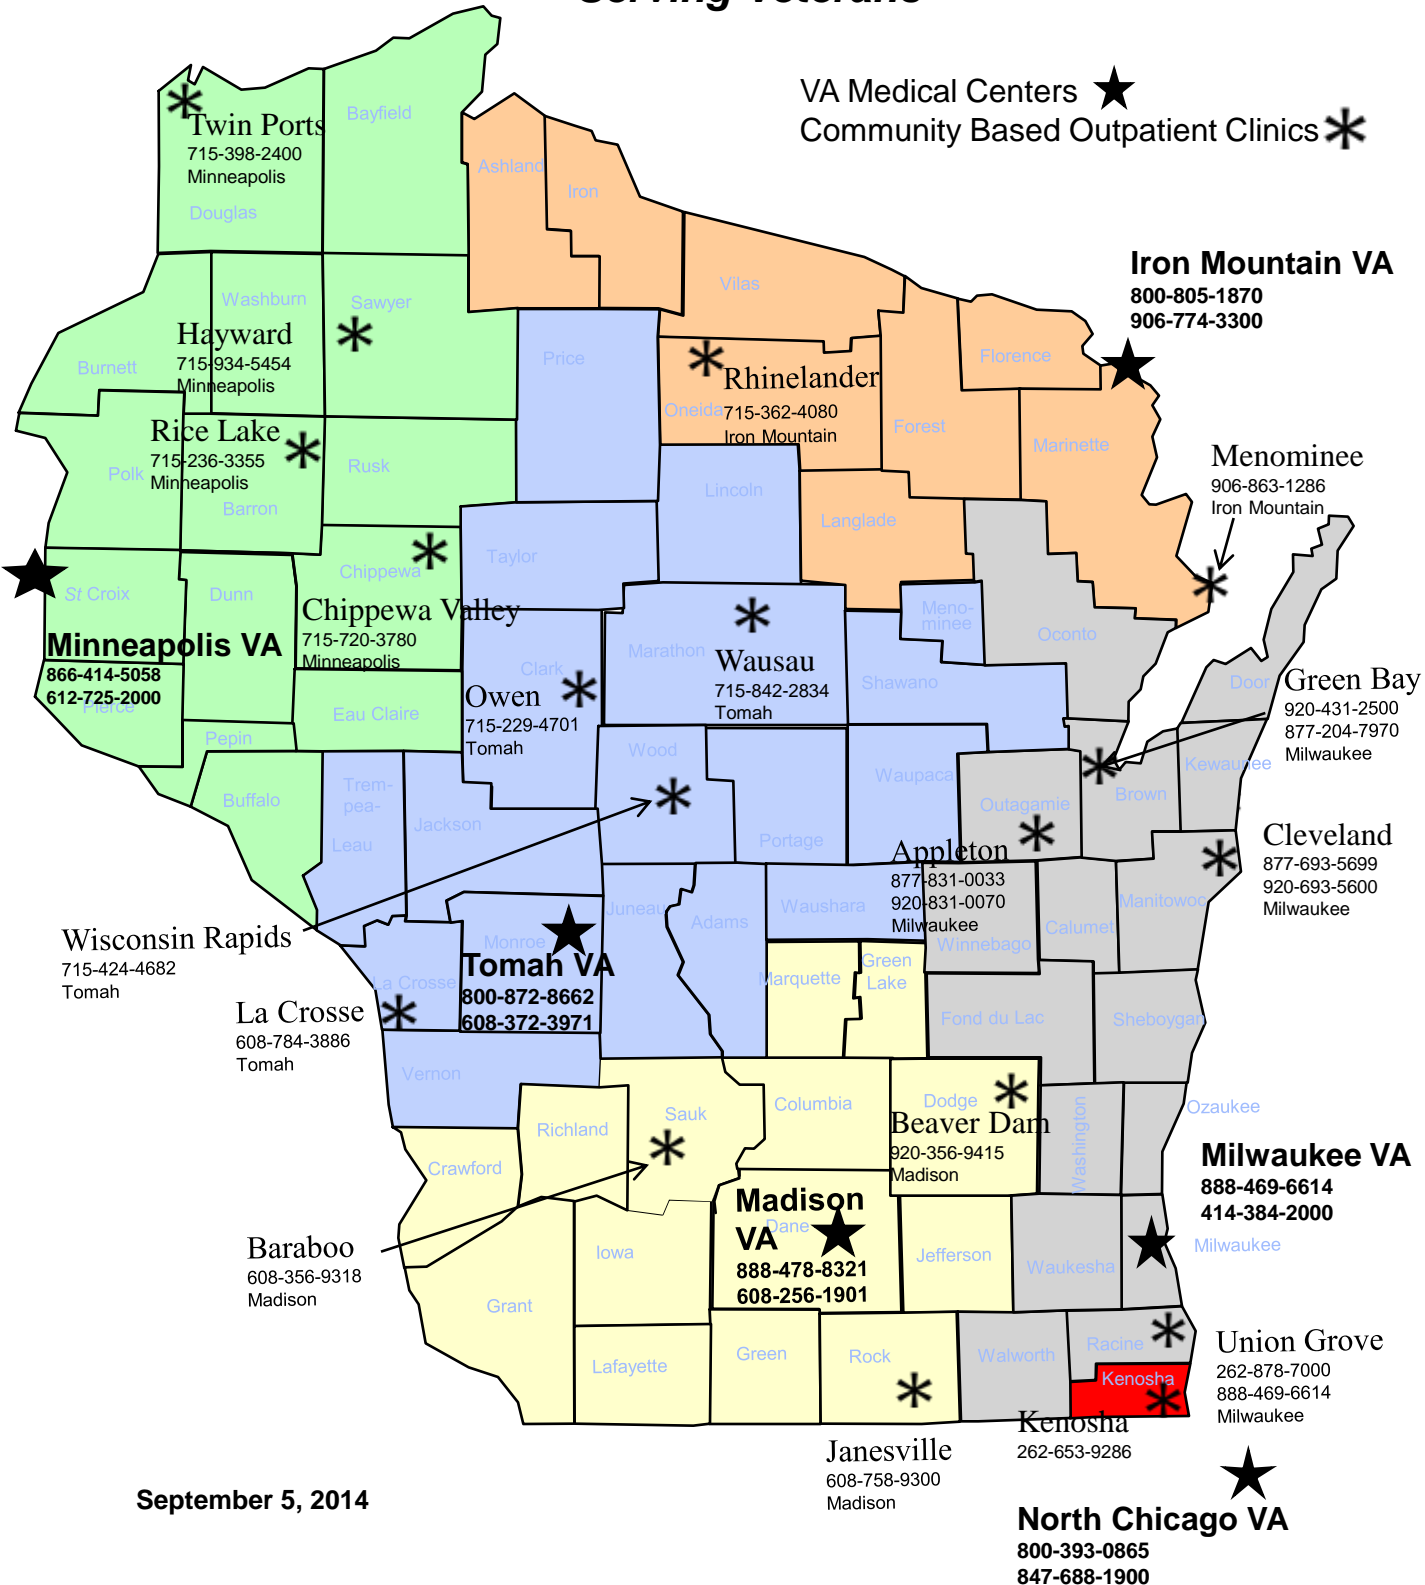 Serving Veterans
VA Medical Centers
Community Based Outpatient Clinics
Bayfield
Twin Ports
715-398-2400
Minneapolis
Douglas
Ashland
Iron
Vilas
Iron Mountain VA
800-805-1870
906-774-3300
Washburn
Sawyer
Hayward
715-934-5454
Minneapolis
Burnett
Price
Florence
Rhinelander
715-362-4080
Iron Mountain
Oneida
Forest
Marinette
Rice Lake
715-236-3355
Minneapolis
Polk
Barron
Rusk
Lincoln
Langlade
Menominee
906-863-1286
Iron Mountain
Taylor
Chippewa
St Croix
Dunn
Chippewa Valley
715-720-3780
Minneapolis
Meno-
minee
Oconto
Minneapolis VA
866-414-5058
612-725-2000
Pierce
Marathon
Clark
Wausau
715-842-2834
Tomah
Shawano
Door
Green Bay
920-431-2500
877-204-7970
Milwaukee
Owen
715-229-4701
Tomah
Eau Claire
Pepin
Wood
Buffalo
Trem-
pea-
Leau
Jackson
Portage
Waupaca
Outagamie
Brown
Kewaunee
Appleton
877-831-0033
920-831-0070
Milwaukee
Cleveland
877-693-5699
920-693-5600
Milwaukee
Wisconsin Rapids
715-424-4682
Tomah
Juneau
Adams
Waushara
Winnebago
Calumet
Manitowoc
Monroe
Tomah VA
800-872-8662
608-372-3971
La Crosse
La Crosse
608-784-3886
Tomah
Marquette
Green
Lake
Fond du Lac
Sheboygan
Vernon
Richland
Sauk
Columbia
Dodge
Beaver Dam
920-356-9415
Madison
Washington
Ozaukee
Crawford
Milwaukee VA
888-469-6614
414-384-2000
Milwaukee
Madison
VA
Dane
888-478-8321
608-256-1901
Baraboo
608-356-9318
Madison
Iowa
Jefferson
Waukesha
Grant
Lafayette
Green
Rock
Walworth
Racine
Kenosha
Union Grove
262-878-7000
888-469-6614
Milwaukee
Kenosha
262-653-9286
Janesville
608-758-9300
Madison
September 5, 2014
North Chicago VA
800-393-0865
847-688-1900